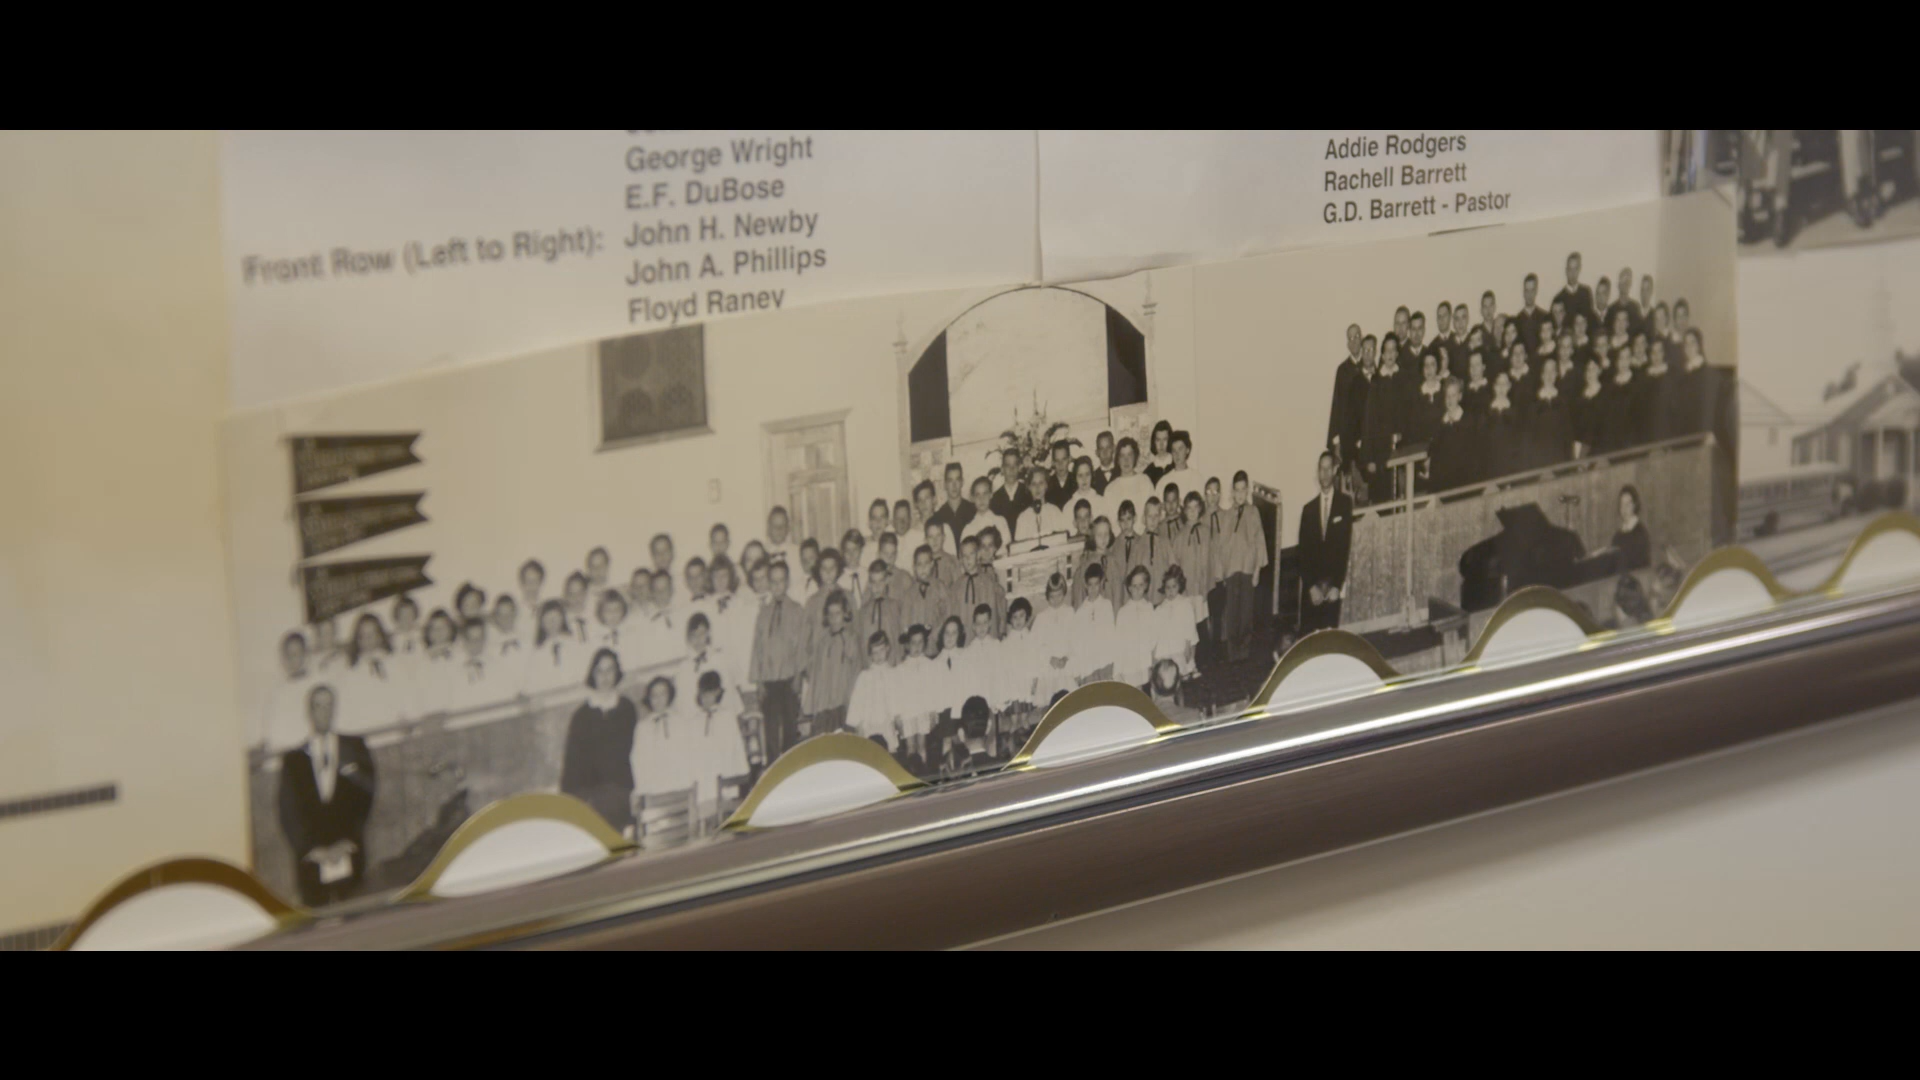 George Wright
E.F. DuBose
Front Row (Left to Right): John H. Newby
John A. Phillips
Floyd Raney
Addie Rodgers
Rachell Barrett
G.D. Barrett - Pastor